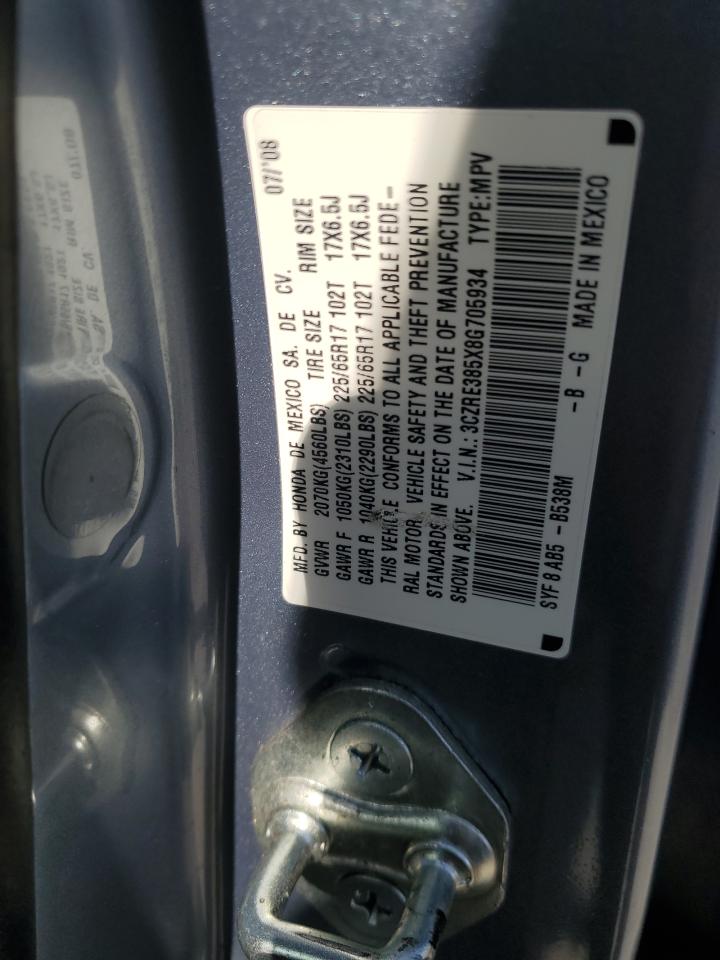 07/'08
MFD. BY HONDA DE MEXICO SA. DE CV.
GVWR 2070KG(4560LBS) TIRE SIZE RIM SIZE
GAWR F 1050KG(2310LBS) 225/65R17 102T 17X6.5J
GAWR R 1040KG(2290LBS) 225/65R17 102T 17X6.5J
THIS VEHICLE CONFORMS TO ALL APPLICABLE FEDE-
RAL MOTOR VEHICLE SAFETY AND THEFT PREVENTION
STANDARDS IN EFFECT ON THE DATE OF MANUFACTURE
SHOWN ABOVE. V.I.N.: 3CZRE385X8G705934 TYPE:MPV
SYF 8 AB5 - B538M - B - G MADE IN MEXICO